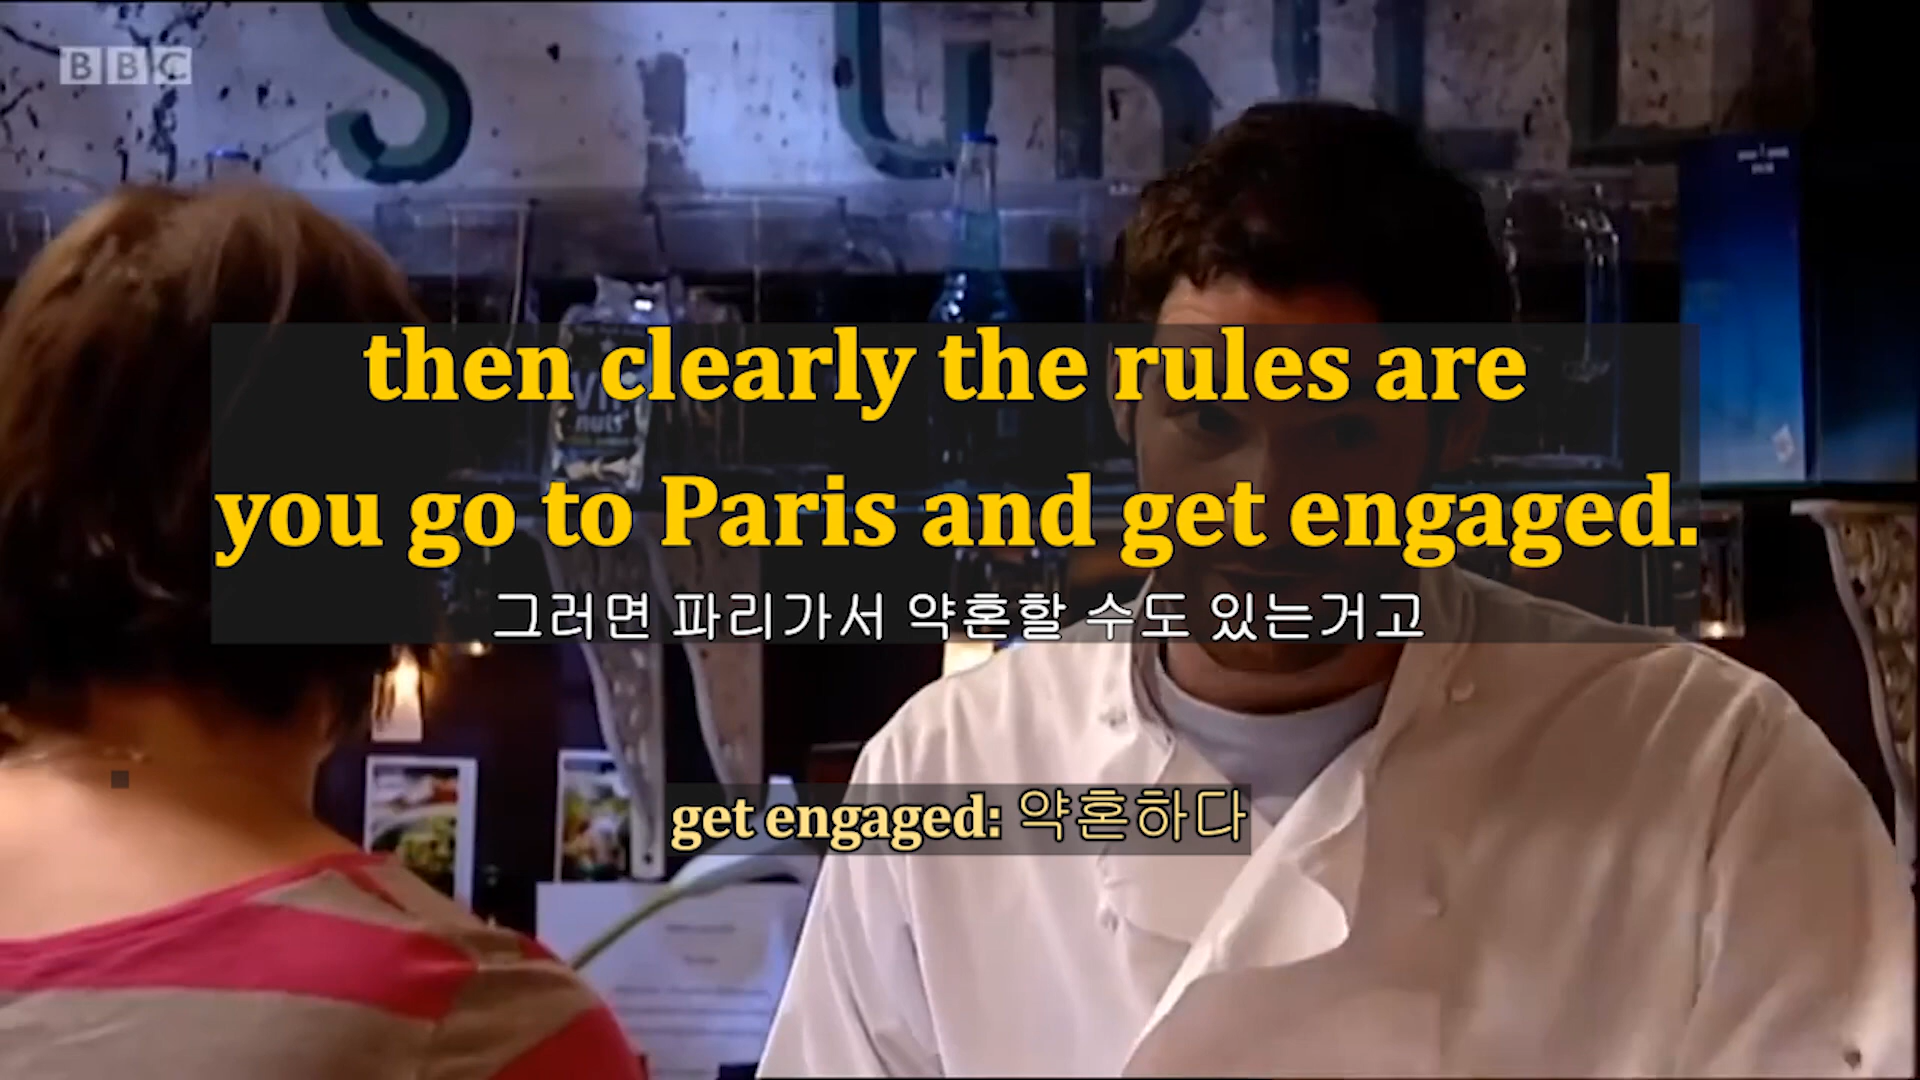 BBC
S. GRILL
then clearly the rules are
you go to Paris and get engaged.
그러면 파리가서 약혼할 수도 있는거고
get engaged: 약혼하다